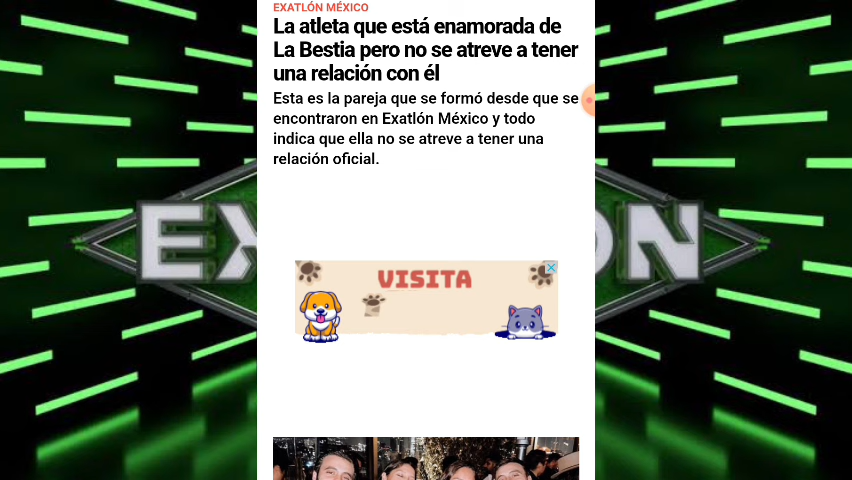 EXATLÓN MÉXICO
La atleta que está enamorada de
La Bestia pero no se atreve a tener
una relación con él
Esta es la pareja que se formó desde que se
encontraron en Exatlón México y todo
indica que ella no se atreve a tener una
relación oficial.
EX ON
VISITA